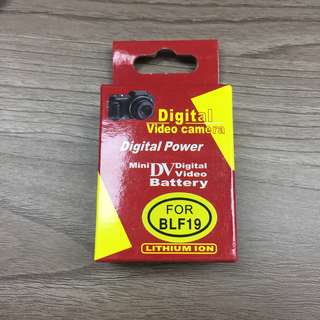 Digital
Video camera
Digital Power
Mini DV Digital Video
Battery
FOR
BLF19
LITHIUM ION